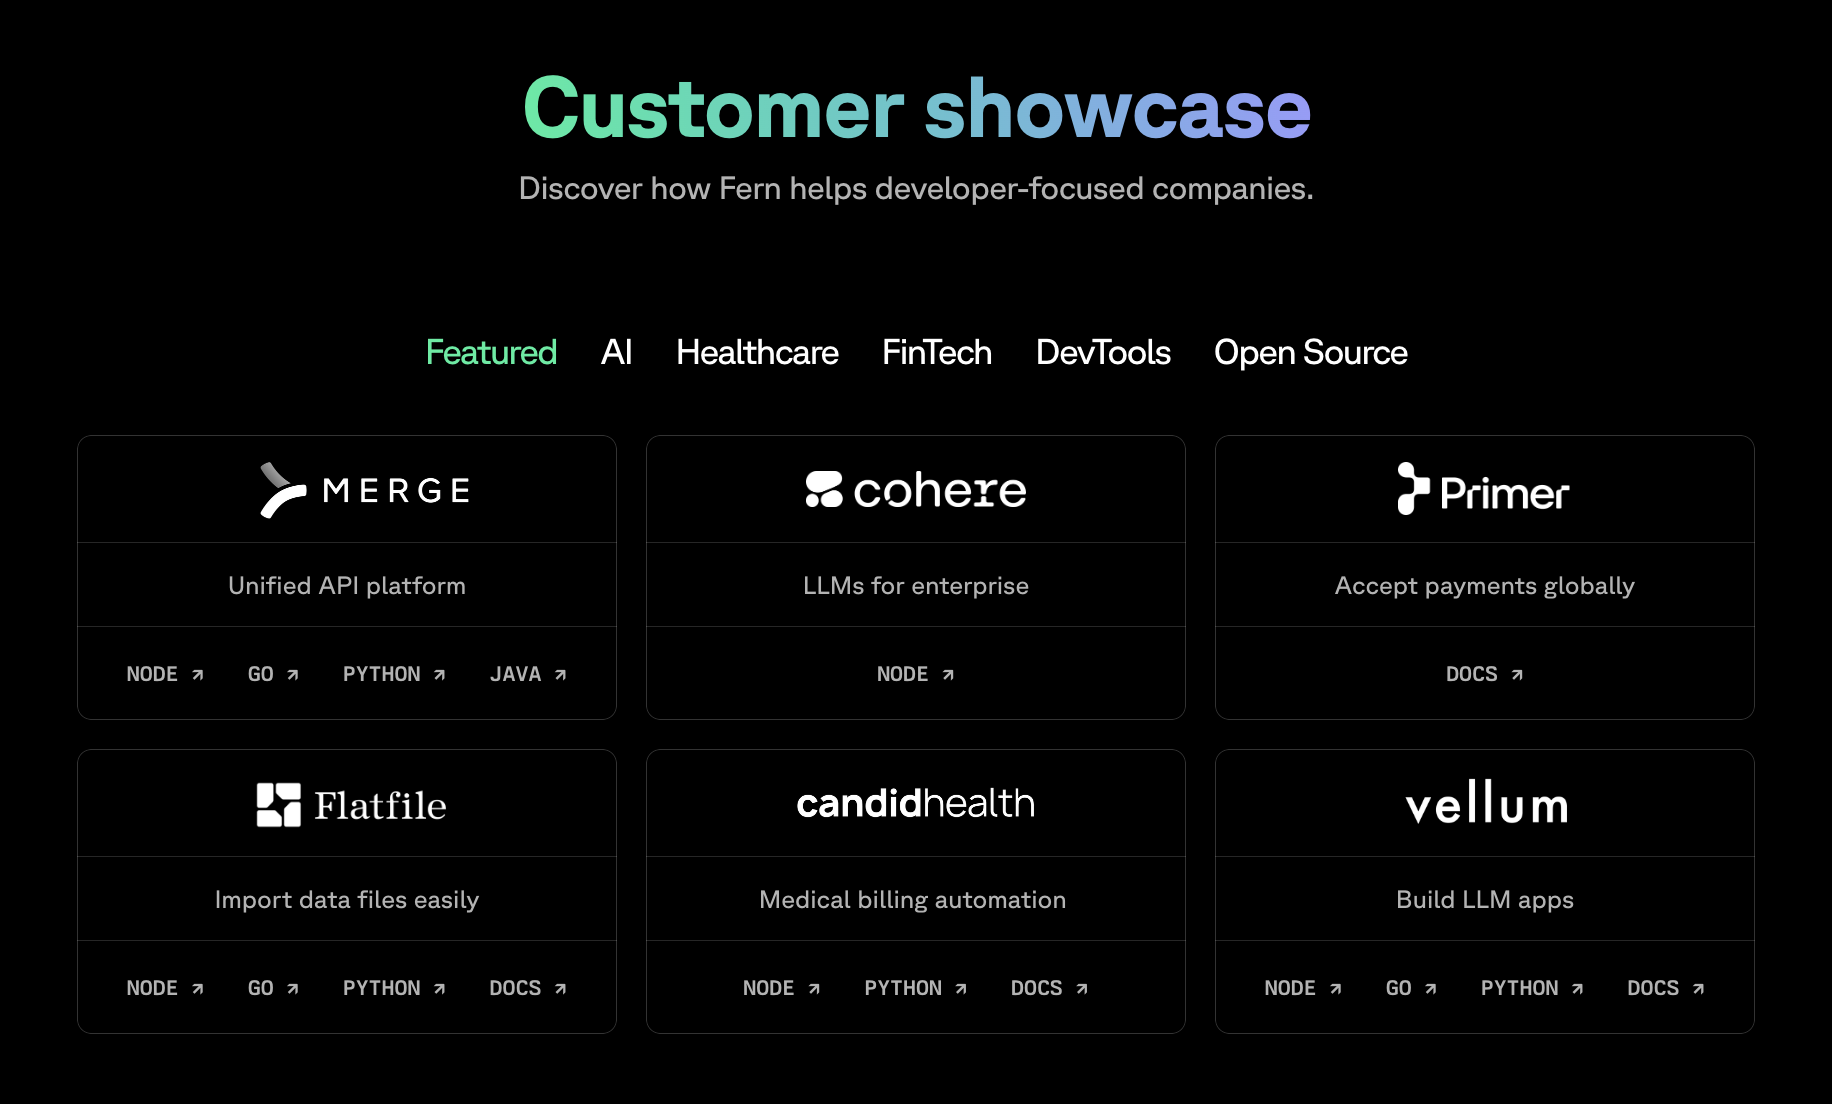 Customer showcase
Discover how Fern helps developer-focused companies.
Featured AI Healthcare FinTech DevTools Open Source
MERGE
Unified API platform
NODE ↗ GO ↗ PYTHON ↗ JAVA ↗
cohere
LLMs for enterprise
NODE ↗
Primer
Accept payments globally
DOCS ↗
Flatfile
Import data files easily
NODE ↗ GO ↗ PYTHON ↗ DOCS ↗
candidhealth
Medical billing automation
NODE ↗ PYTHON ↗ DOCS ↗
vellum
Build LLM apps
NODE ↗ GO ↗ PYTHON ↗ DOCS ↗